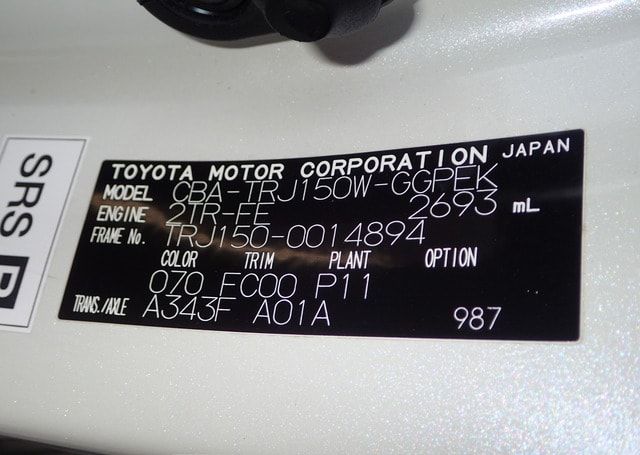 TOYOTA MOTOR CORPORATION JAPAN
MODEL CBA-TRJ150W-GGPEK
ENGINE 2TR-FE 2693 mL
FRAME No. TRJ150-0014894
COLOR TRIM PLANT OPTION
070 FC00 P11
TRANS./AXLE A343F A01A 987
SRS